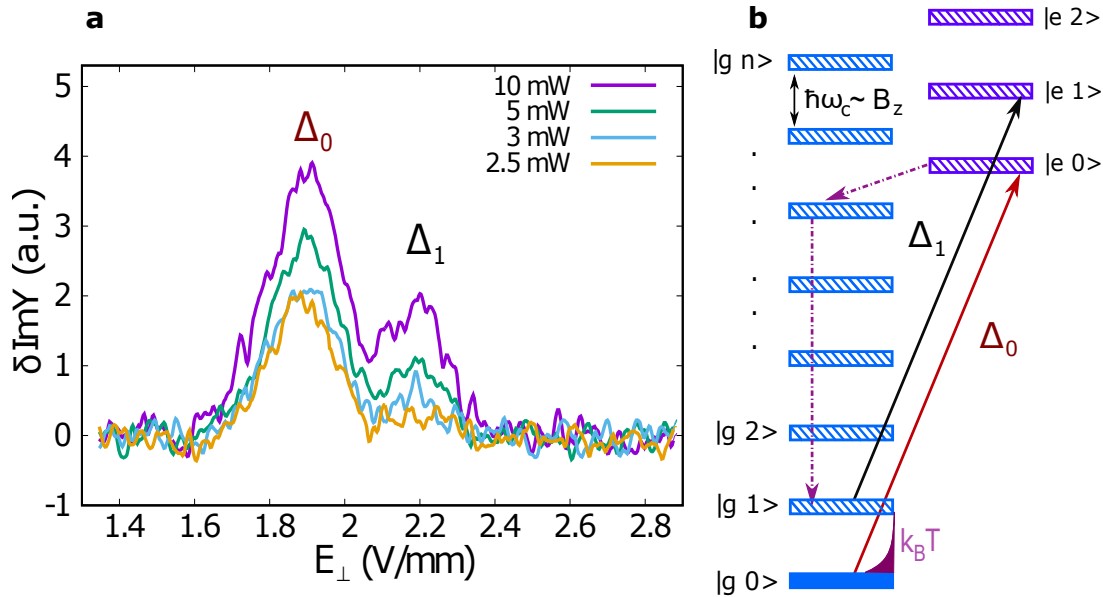 a
5
4
3
2
1
0
-1
1.4 1.6 1.8 2 2.2 2.4 2.6 2.8
δImY (a.u.)
E⊥ (V/mm)
10 mW
5 mW
3 mW
2.5 mW
Δ0
Δ1
b
|e 2>
|g n>
|e 1>
ħωc~ Bz
|e 0>
Δ1
Δ0
|g 2>
|g 1>
kBT
|g 0>